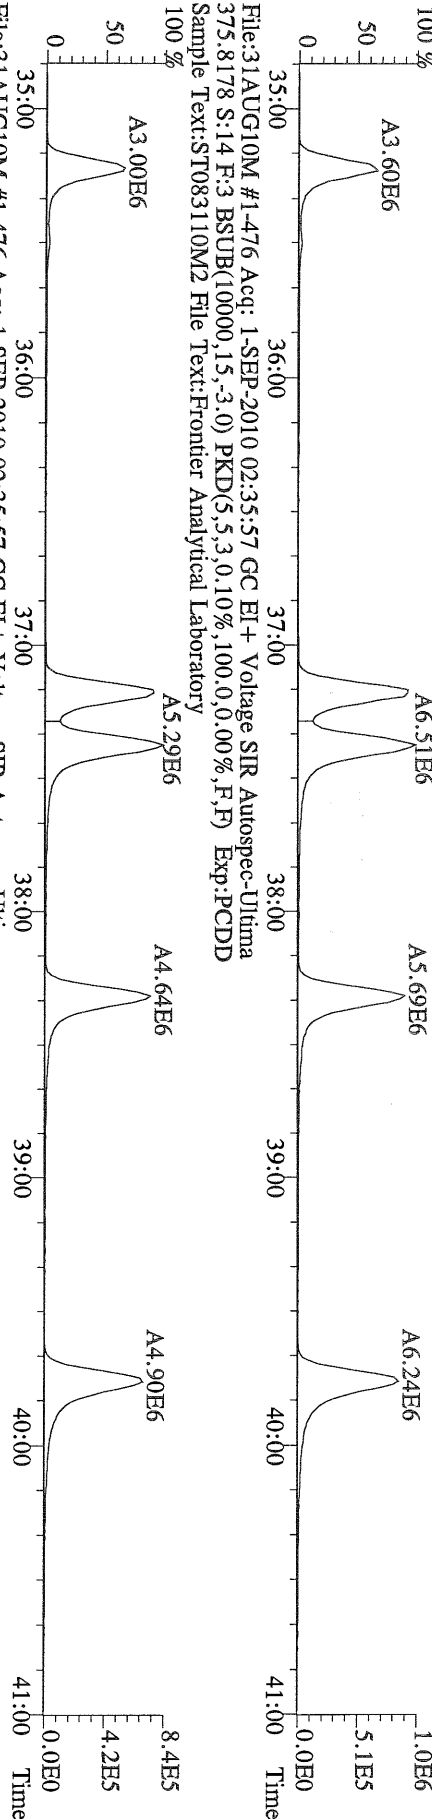 100 %
A3.60E6
A6.51E6
A5.69E6
A6.24E6
1.0E6
50
5.1E5
0
0.0E0
35:00
36:00
37:00
38:00
39:00
40:00
41:00
Time
File:31AUG10M #1-476 Acq: 1-SEP-2010 02:35:57 GC EI+ Voltage SIR Autospec-Ultima
375.8178 S:14 F:3 BSUB(10000,15,-3.0) PKD(5,5,3,0.10%,100.0,0.00%,F,F) Exp:PCDD
Sample Text:ST083110M2 File Text:Frontier Analytical Laboratory
100 %
A3.00E6
A5.29E6
A4.64E6
A4.90E6
8.4E5
50
4.2E5
0
0.0E0
35:00
36:00
37:00
38:00
39:00
40:00
41:00
Time